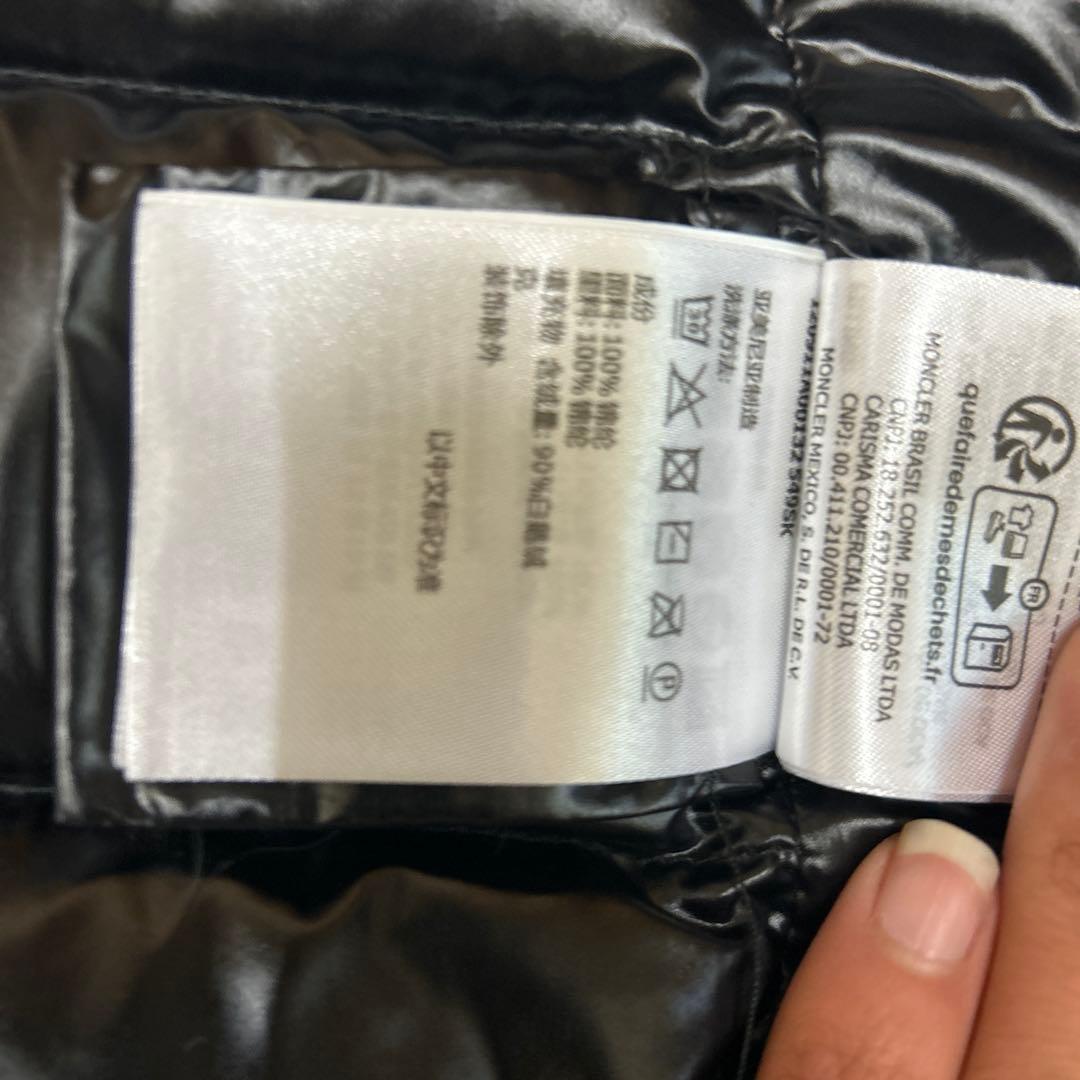 quefairedemesdechets.fr
FR
MONCLER BRASIL COMM. DE MODAS LTDA
CNPJ: 18.252.632/0001-08
CARISMA COMERCIAL LTDA
CNPJ: 00.411.210/0001-72
MONCLER MEXICO, S. DE R.L. DE C.V.
549SK
亚美尼亚制造
洗涤方法:
30
P
成份
面料: 100% 锦纶
里料: 100% 锦纶
填充物 含绒量: 90%白鹅绒
装饰除外
以中文标识为准